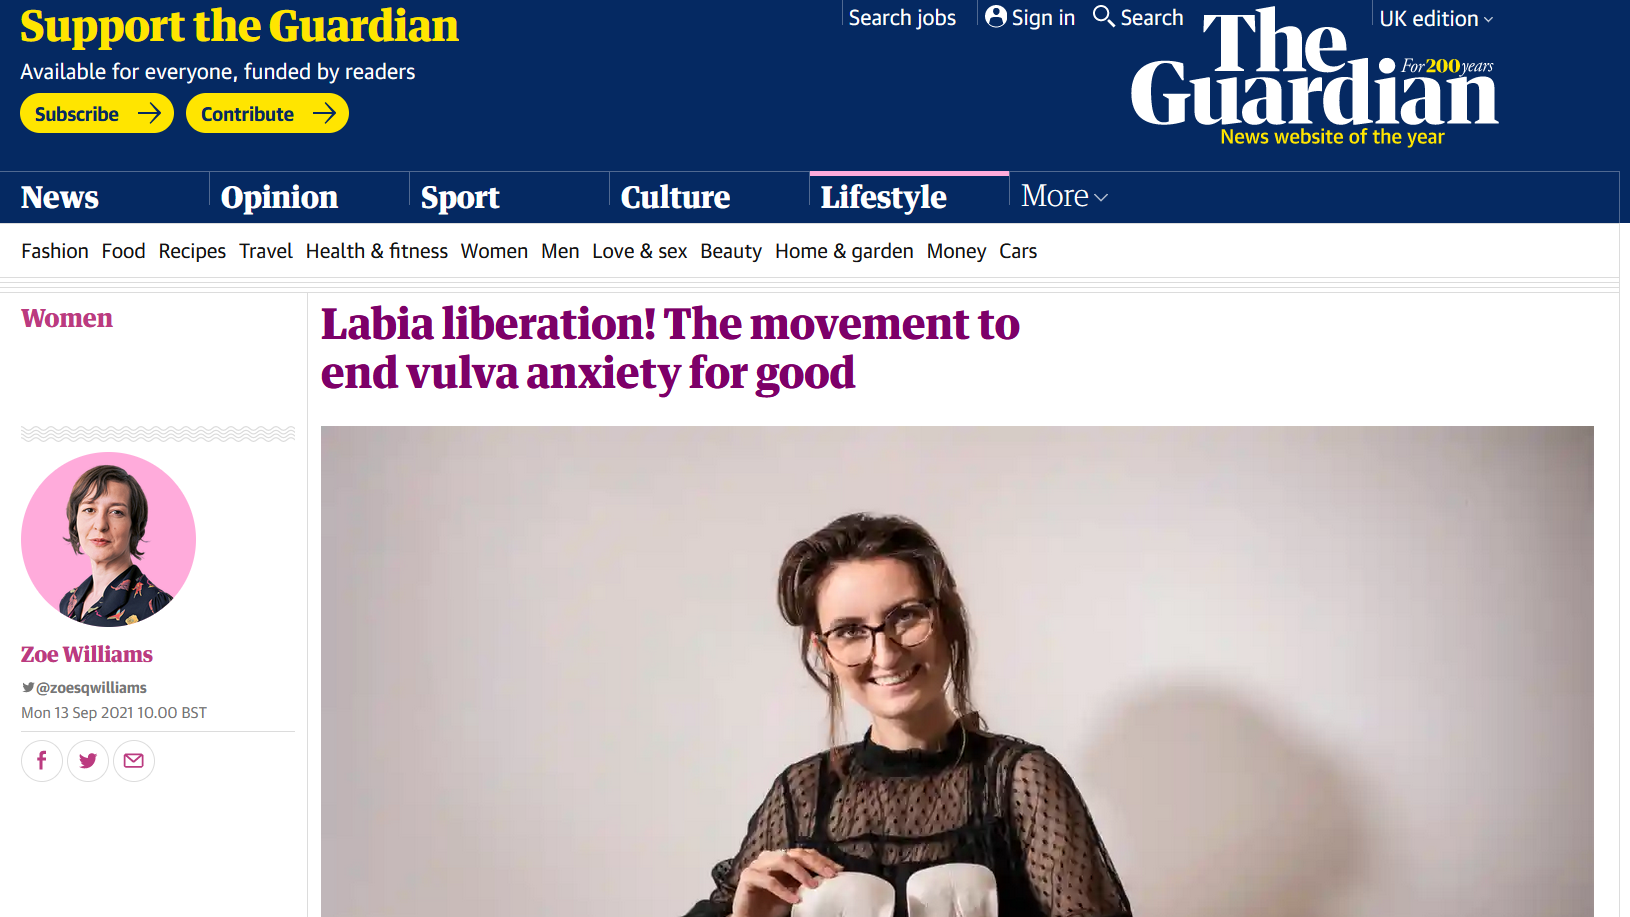 Support the Guardian
Available for everyone, funded by readers
Subscribe
Contribute
Search jobs
Sign in
Search
UK edition
The
Guardian
For 200 years
News website of the year
News
Opinion
Sport
Culture
Lifestyle
More
Fashion Food Recipes Travel Health & fitness Women Men Love & sex Beauty Home & garden Money Cars
Women
Labia liberation! The movement to
end vulva anxiety for good
Zoe Williams
@zoesqwilliams
Mon 13 Sep 2021 10.00 BST